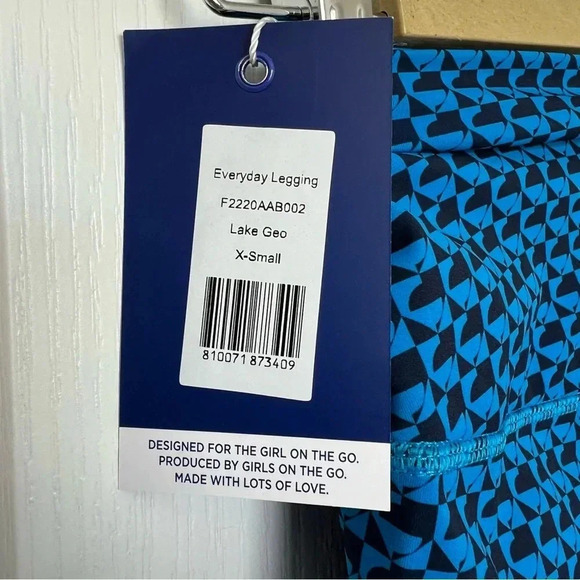 Everyday Legging
F2220AAB002
Lake Geo
X-Small
810071 873409
DESIGNED FOR THE GIRL ON THE GO.
PRODUCED BY GIRLS ON THE GO.
MADE WITH LOTS OF LOVE.